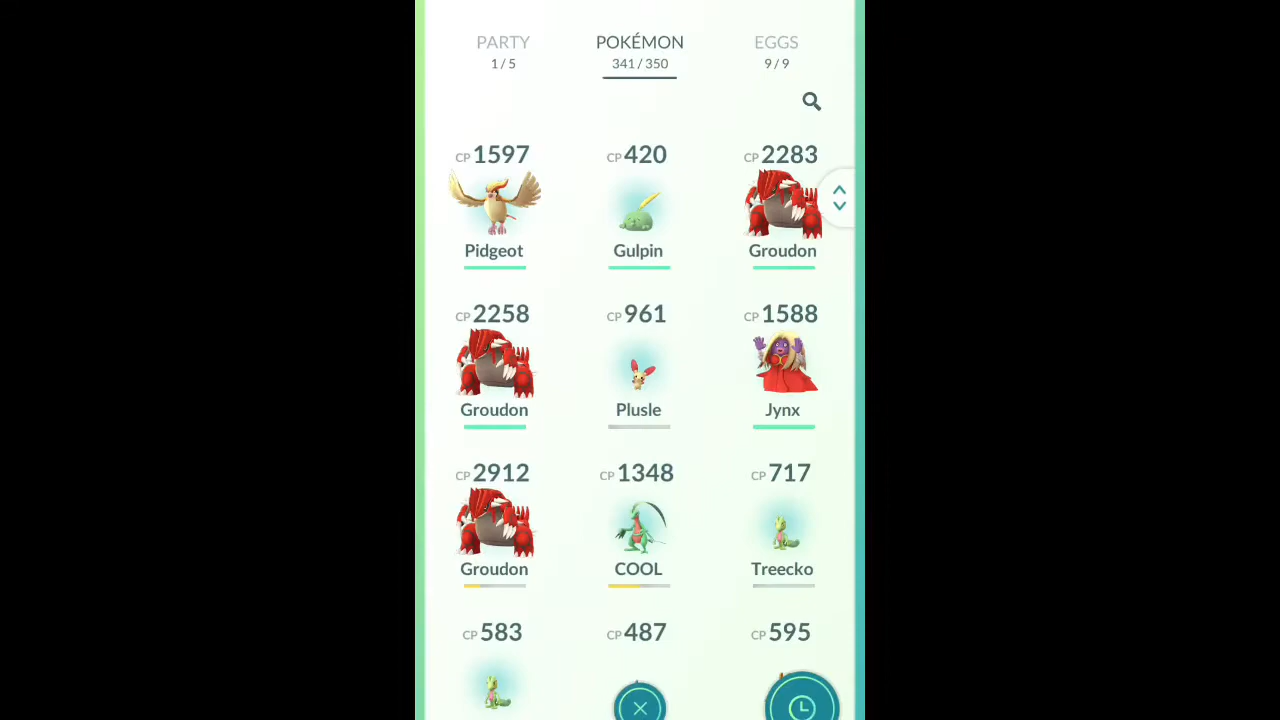 PARTY POKÉMON EGGS
1 / 5 341 / 350 9 / 9
CP1597 CP420 CP2283
Pidgeot Gulpin Groudon
CP2258 CP961 CP1588
Groudon Plusle Jynx
CP2912 CP1348 CP717
Groudon COOL Treecko
CP583 CP487 CP595